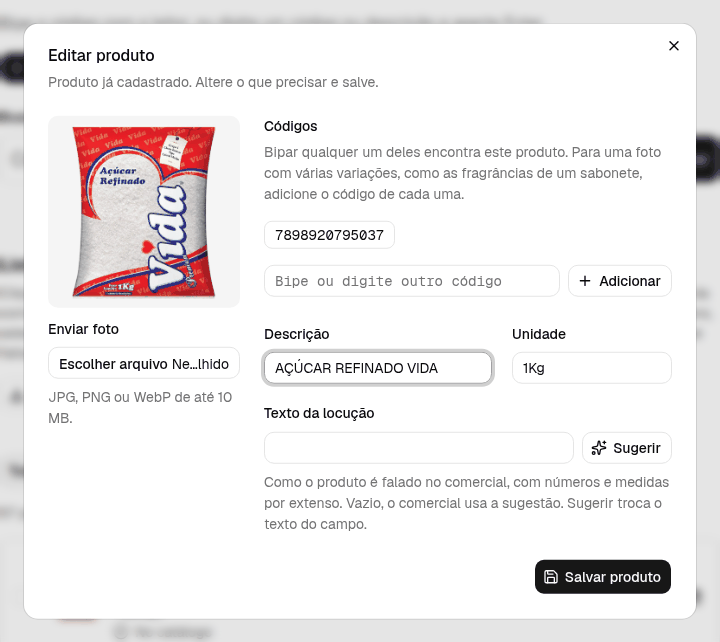 Editar produto
Produto já cadastrado. Altere o que precisar e salve.
Vida
Açúcar
Refinado
Vida
1Kg
Enviar foto
Escolher arquivo Ne...lhido
JPG, PNG ou WebP de até 10
MB.
Códigos
Bipar qualquer um deles encontra este produto. Para uma foto
com várias variações, como as fragrâncias de um sabonete,
adicione o código de cada uma.
7898920795037
Bipe ou digite outro código
Adicionar
Descrição
Unidade
AÇÚCAR REFINADO VIDA
1Kg
Texto da locução
Sugerir
Como o produto é falado no comercial, com números e medidas
por extenso. Vazio, o comercial usa a sugestão. Sugerir troca o
texto do campo.
Salvar produto